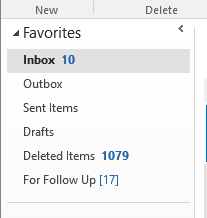 New Delete
Favorites
Inbox 10
Outbox
Sent Items
Drafts
Deleted Items 1079
For Follow Up [17]